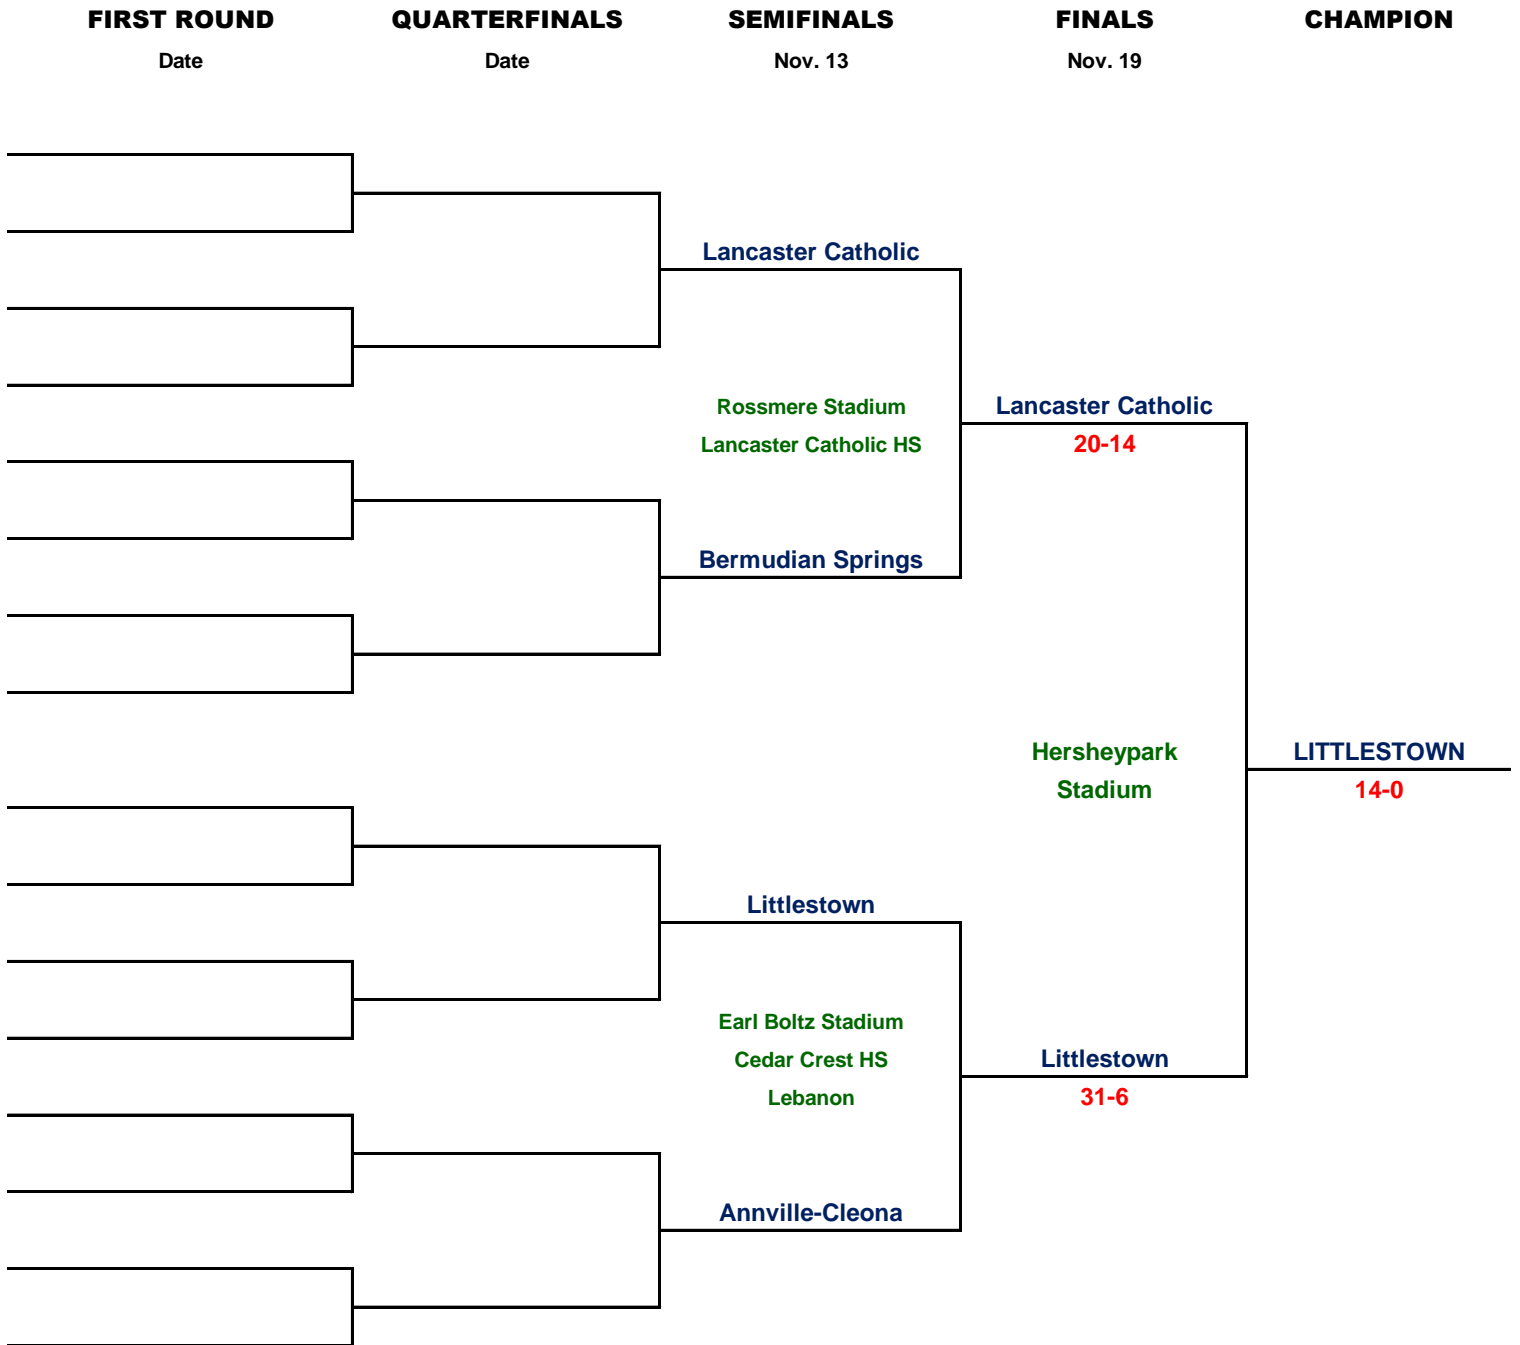 FIRST ROUND QUARTERFINALS SEMIFINALS FINALS CHAMPION
Date Date Nov. 13 Nov. 19
Lancaster Catholic
Rossmere Stadium
Lancaster Catholic HS
Lancaster Catholic
20-14
Bermudian Springs
Hersheypark
Stadium
LITTLESTOWN
14-0
Littlestown
Earl Boltz Stadium
Cedar Crest HS
Lebanon
Littlestown
31-6
Annville-Cleona